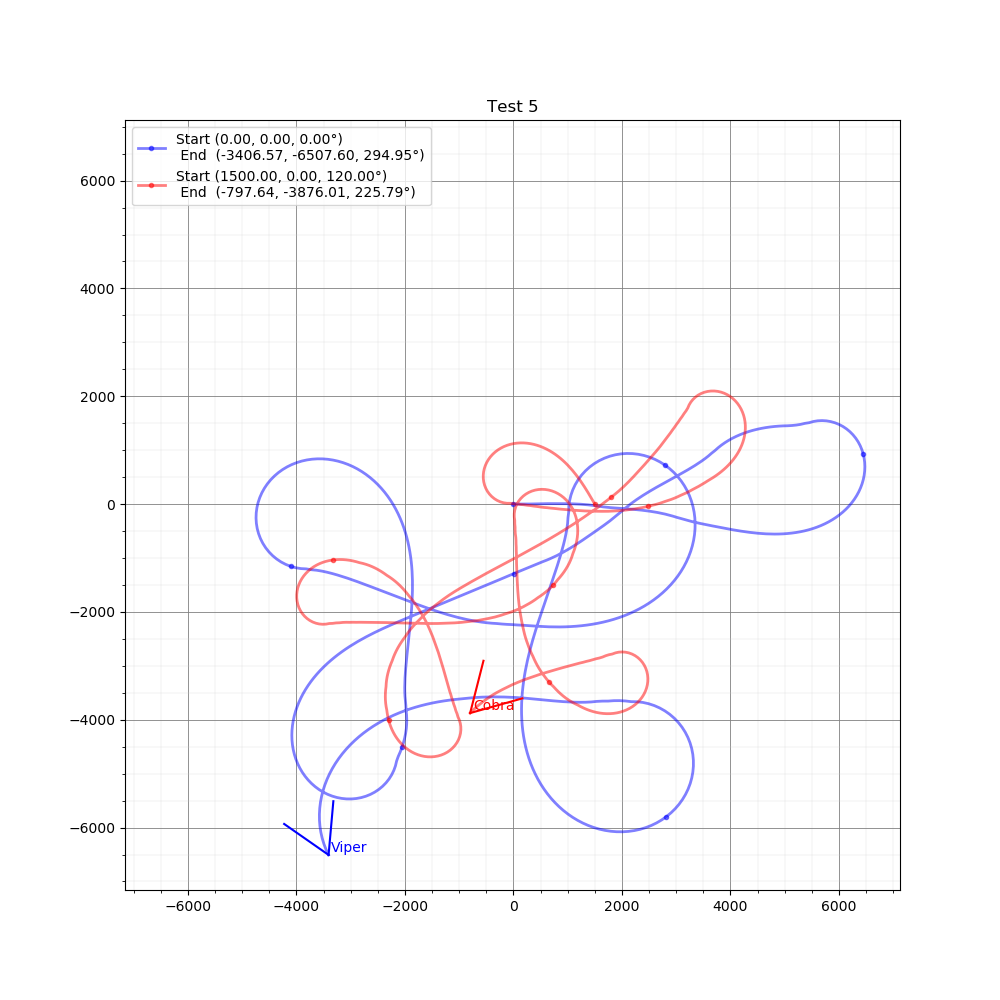 Test 5
Start (0.00, 0.00, 0.00°)
End (-3406.57, -6507.60, 294.95°)
Start (1500.00, 0.00, 120.00°)
End (-797.64, -3876.01, 225.79°)
6000
4000
2000
0
−2000
−4000
−6000
Cobra
Viper
−6000 −4000 −2000 0 2000 4000 6000